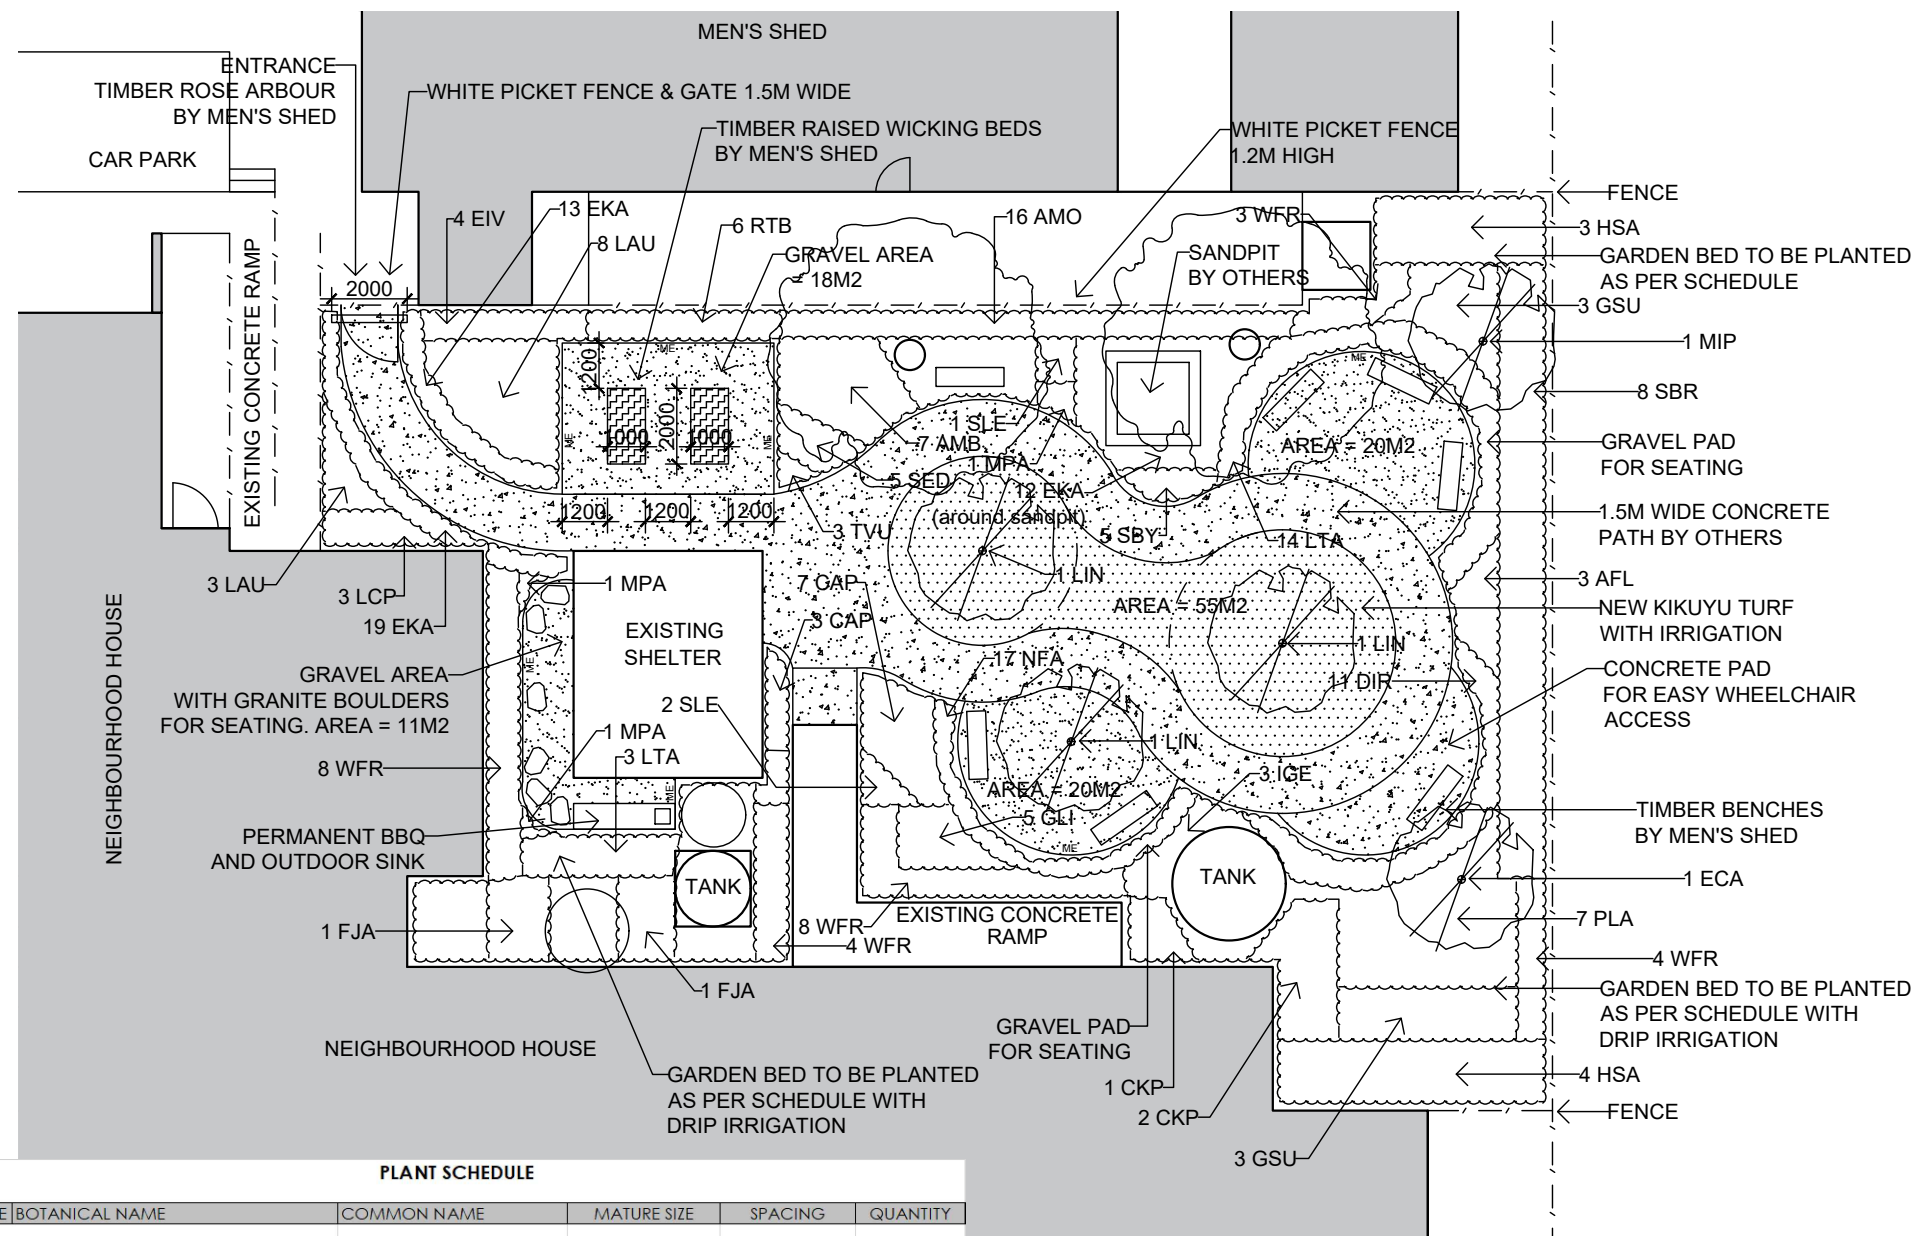 MEN'S SHED
ENTRANCE
TIMBER ROSE ARBOUR
BY MEN'S SHED
WHITE PICKET FENCE & GATE 1.5M WIDE
TIMBER RAISED WICKING BEDS
BY MEN'S SHED
WHITE PICKET FENCE
1.2M HIGH
CAR PARK
FENCE
4 EIV
13 EKA
8 LAU
6 RTB
16 AMO
3 WFR
3 HSA
GRAVEL AREA
= 18M2
SANDPIT
BY OTHERS
GARDEN BED TO BE PLANTED
AS PER SCHEDULE
EXISTING CONCRETE RAMP
2000
3 GSU
1 MIP
ME
1200
ME
8 SBR
1000
2000
1000
ME
ME
1 SLE
7 AMB
1 MPA
5 SED
AREA = 20M2
GRAVEL PAD
FOR SEATING
12 EKA
(around sandpit)
1200
1200
1200
3 TVU
5 SBY
14 LTA
1.5M WIDE CONCRETE
PATH BY OTHERS
3 LAU
3 LCP
19 EKA
1 MPA
7 CAP
1 LIN
AREA = 55M2
3 AFL
NEW KIKUYU TURF
WITH IRRIGATION
NEIGHBOURHOOD HOUSE
EXISTING
SHELTER
3 CAP
1 LIN
ME
17 NFA
11 DIR
CONCRETE PAD
FOR EASY WHEELCHAIR
ACCESS
GRAVEL AREA
WITH GRANITE BOULDERS
FOR SEATING. AREA = 11M2
2 SLE
1 MPA
3 LTA
1 LIN
8 WFR
3 IGE
ME
AREA = 20M2
5 GLI
ME
TIMBER BENCHES
BY MEN'S SHED
PERMANENT BBQ
AND OUTDOOR SINK
TANK
TANK
1 ECA
1 FJA
8 WFR
EXISTING CONCRETE
RAMP
4 WFR
7 PLA
4 WFR
1 FJA
GARDEN BED TO BE PLANTED
AS PER SCHEDULE WITH
DRIP IRRIGATION
NEIGHBOURHOOD HOUSE
GRAVEL PAD
FOR SEATING
GARDEN BED TO BE PLANTED
AS PER SCHEDULE WITH
DRIP IRRIGATION
1 CKP
2 CKP
4 HSA
FENCE
3 GSU
PLANT SCHEDULE
E BOTANICAL NAME COMMON NAME MATURE SIZE SPACING QUANTITY